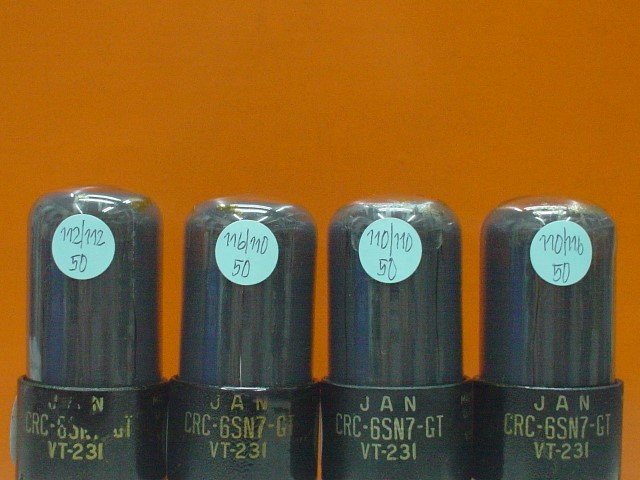 112/112
50
116/110
50
110/110
50
110/116
50
JAN
CRC-6SN7-GT
VT-231
JAN
CRC-6SN7-GT
VT-231
JAN
CRC-6SN7-GT
VT-231
JAN
CRC-6SN7-GT
VT-231